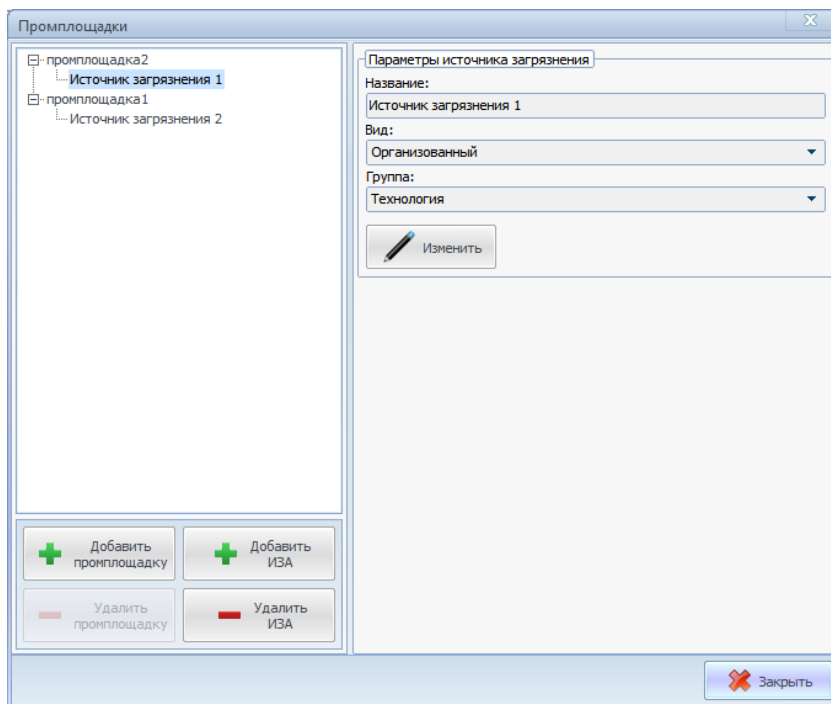 Промплощадки
промплощадка2
Источник загрязнения 1
промплощадка1
Источник загрязнения 2
Параметры источника загрязнения
Название:
Источник загрязнения 1
Вид:
Организованный
Группа:
Технология
Изменить
Добавить
промплощадку
Добавить
ИЗА
Удалить
промплощадку
Удалить
ИЗА
Закрыть